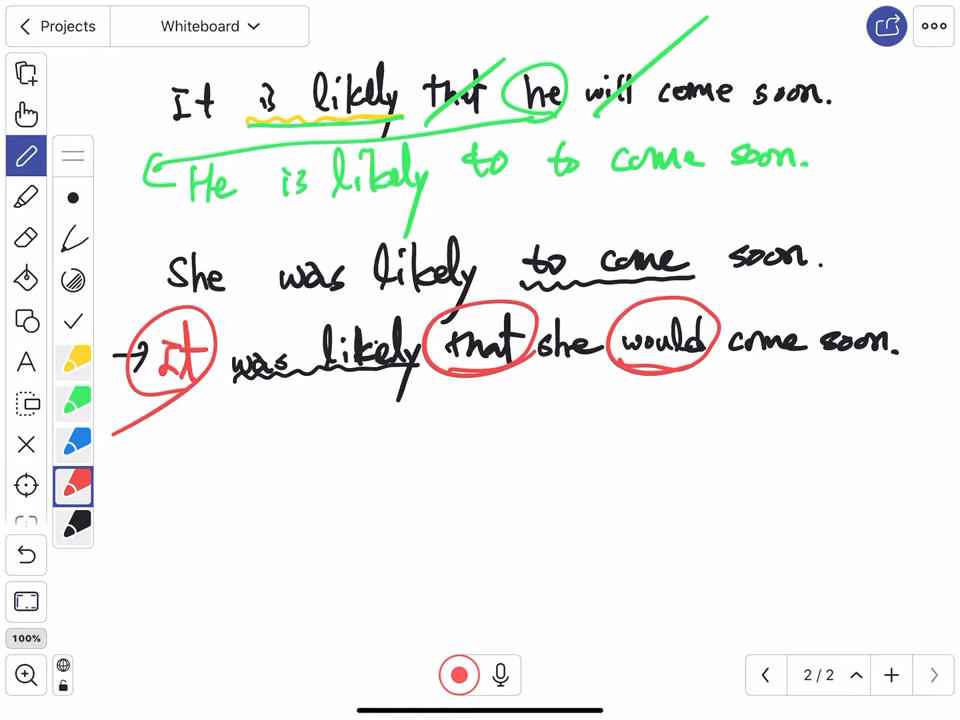 Projects
Whiteboard
It is likely that he will come soon.
He is likely to to come soon.
She was likely to come soon.
→ It was likely that she would come soon.
A
100%
2 / 2